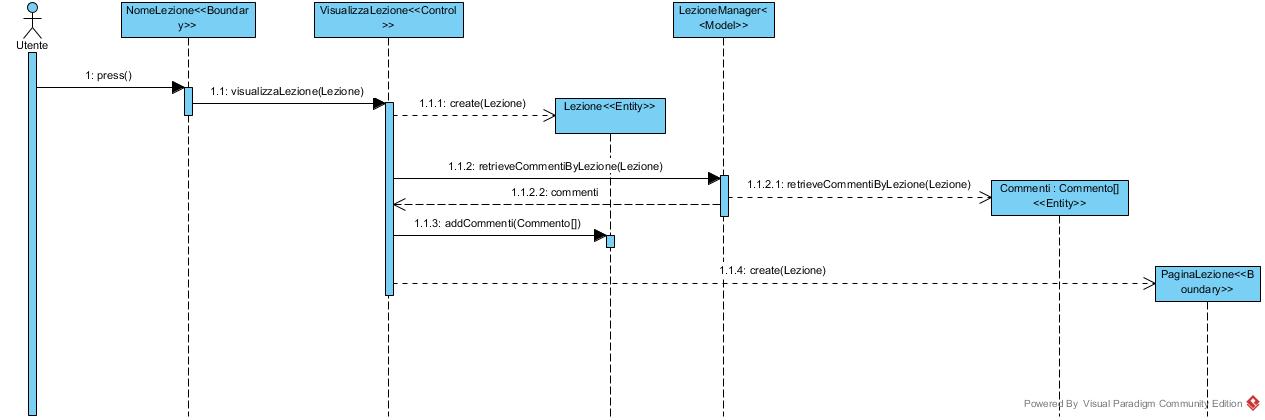 NomeLezione<<Boundar
y>>
VisualizzaLezione<<Control
>>
LezioneManager<
<Model>>
Utente
1: press()
1.1: visualizzaLezione(Lezione)
1.1.1: create(Lezione)
Lezione<<Entity>>
1.1.2: retrieveCommentiByLezione(Lezione)
1.1.2.1: retrieveCommentiByLezione(Lezione)
Commenti : Commento[]
<<Entity>>
1.1.2.2: commenti
1.1.3: addCommenti(Commento[])
1.1.4: create(Lezione)
PaginaLezione<<B
oundary>>
Powered By Visual Paradigm Community Edition